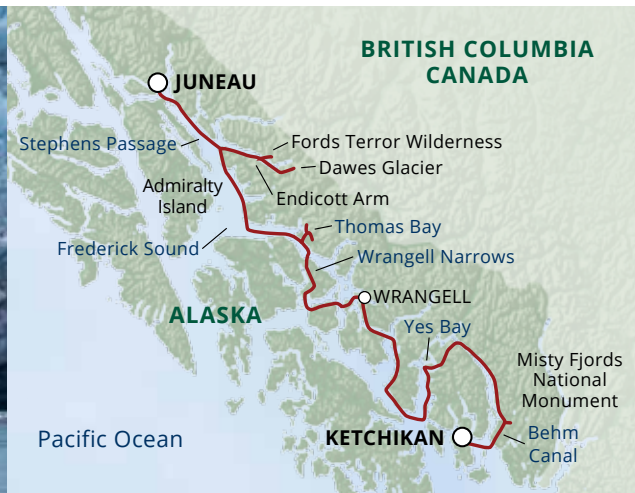 BRITISH COLUMBIA
CANADA
JUNEAU
Stephens Passage
Fords Terror Wilderness
Dawes Glacier
Admiralty
Island
Endicott Arm
Thomas Bay
Frederick Sound
Wrangell Narrows
WRANGELL
ALASKA
Yes Bay
Misty Fjords
National
Monument
Pacific Ocean
KETCHIKAN
Behm
Canal